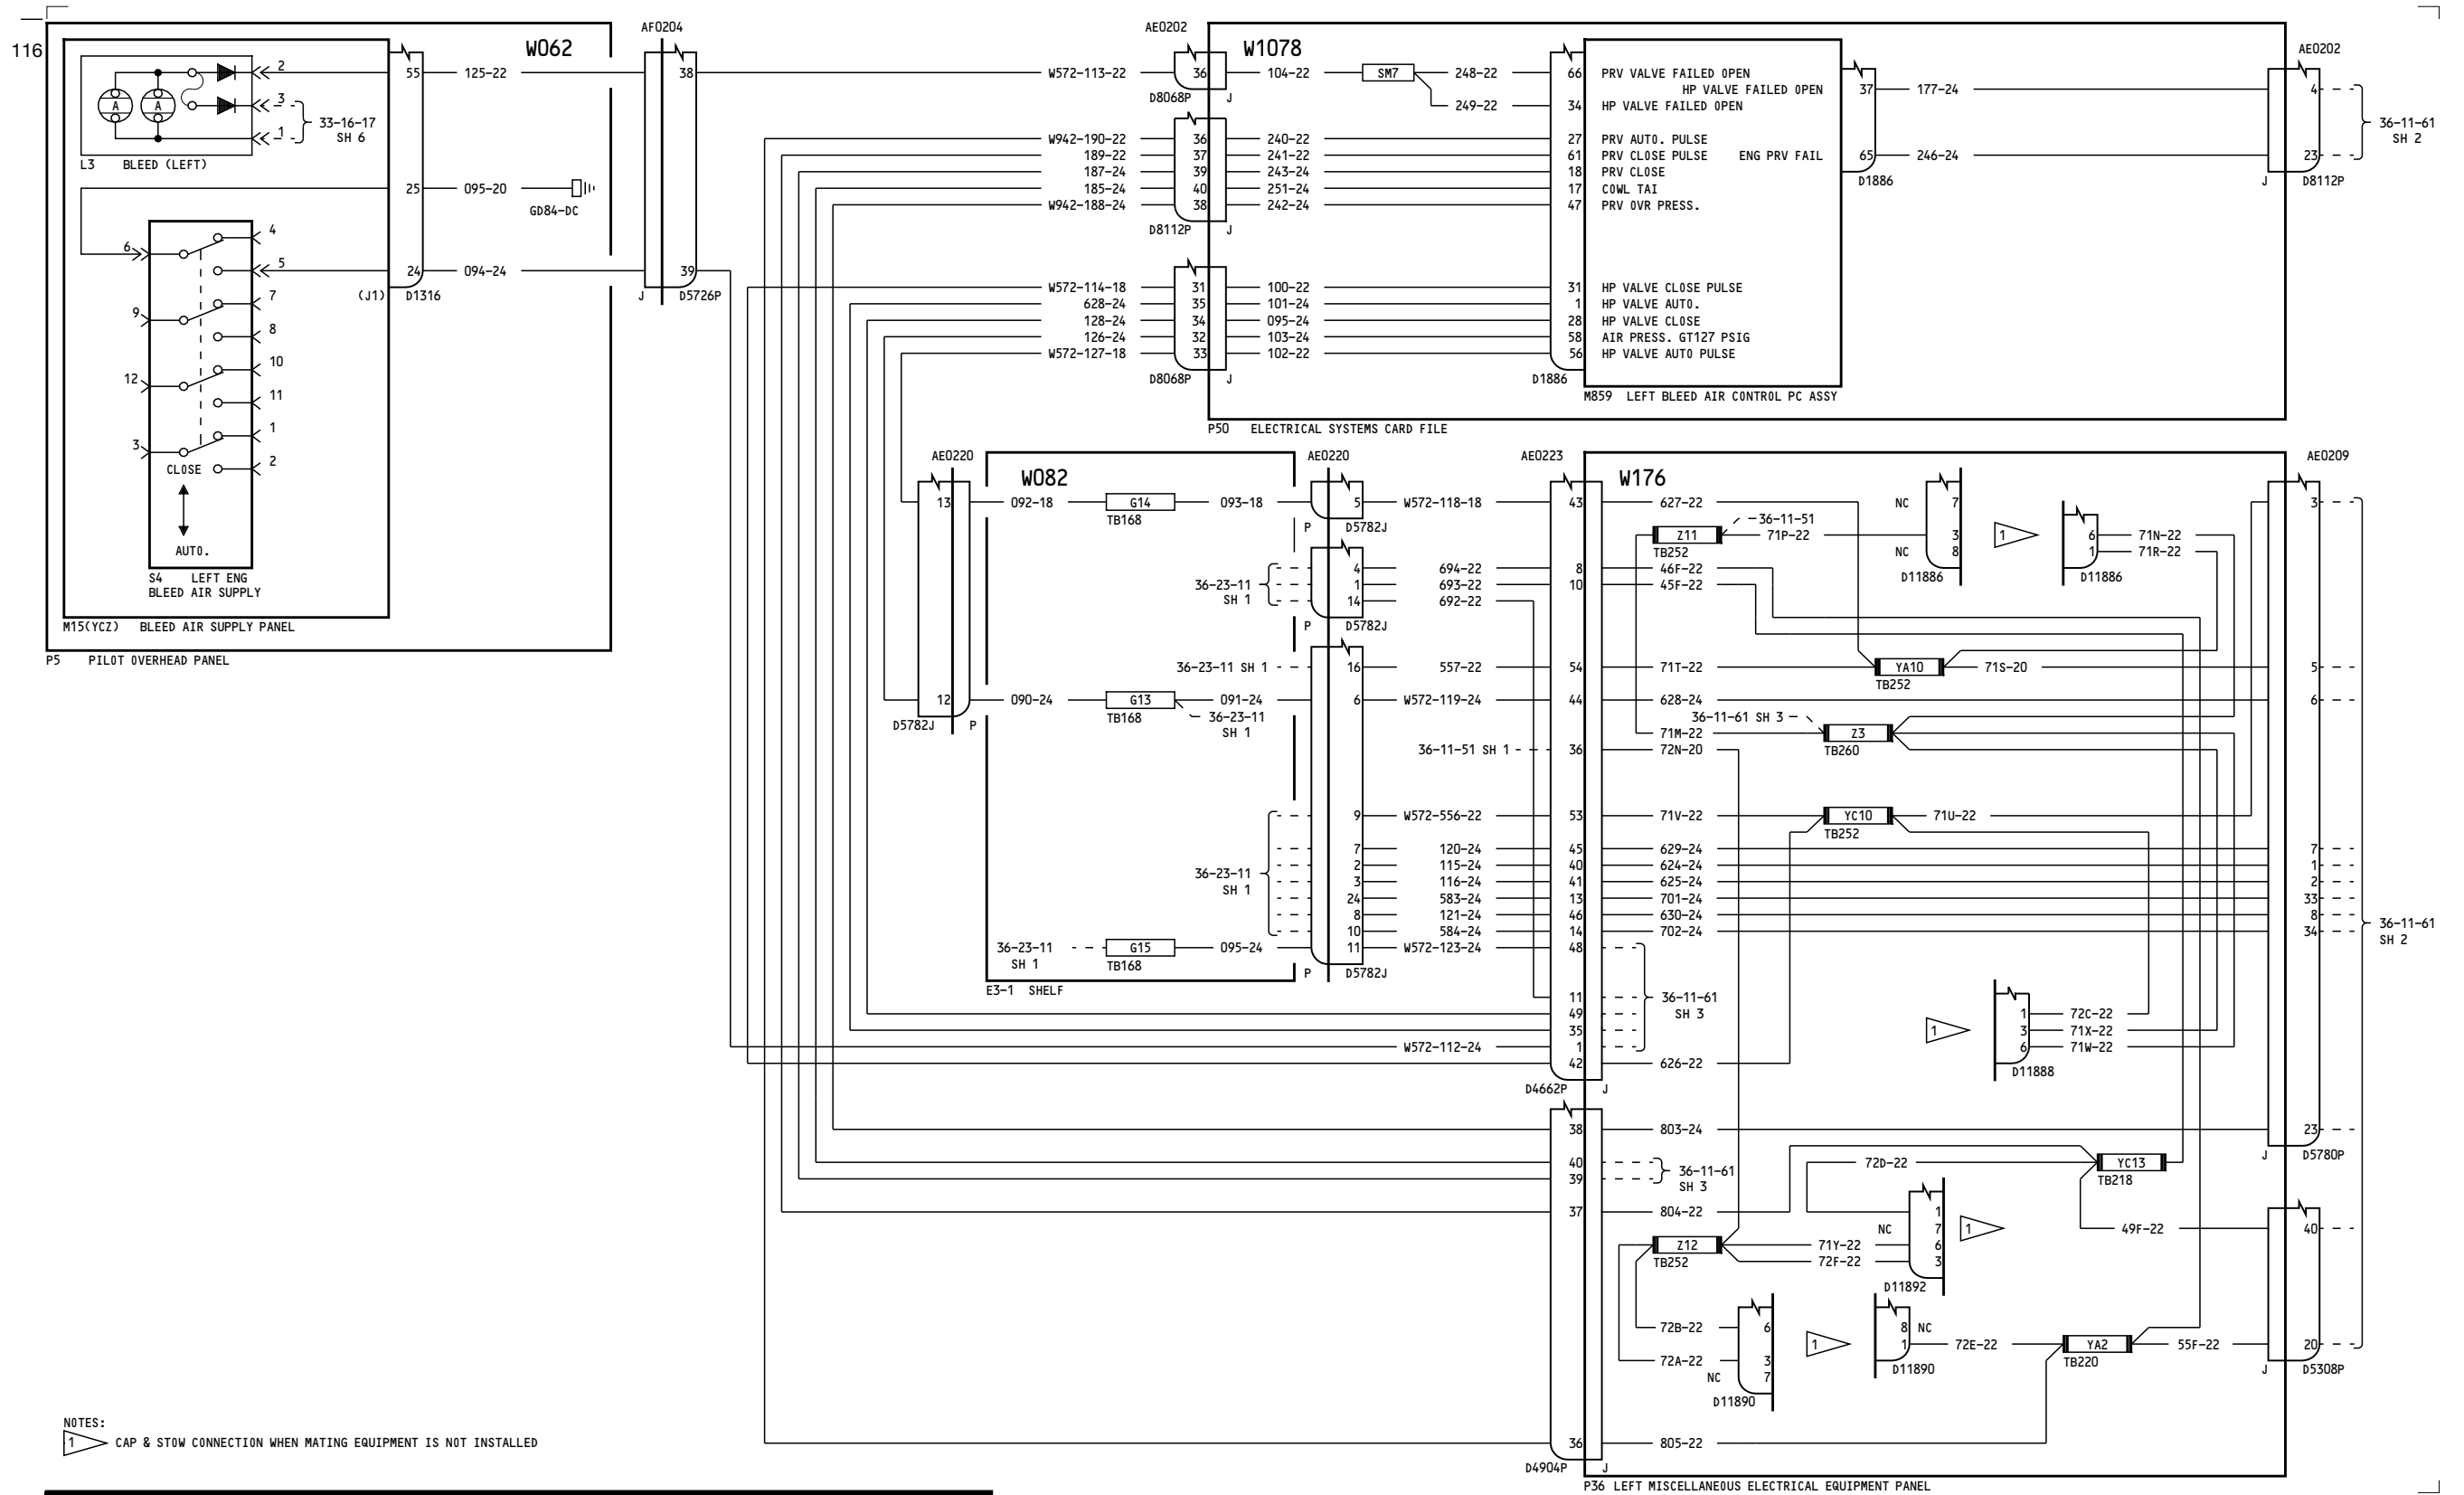 116
W062
AF0204
AE0202
W1078
AE0202
2
55
125-22
38
W572-113-22
36
104-22
SM7
248-22
66
PRV VALVE FAILED OPEN
HP VALVE FAILED OPEN
37
177-24
4
A
A
3
33-16-17
SH 6
1
L3 BLEED (LEFT)
D8068P
J
249-22
34
HP VALVE FAILED OPEN
36-11-61
SH 2
W942-190-22
36
240-22
27
PRV AUTO. PULSE
189-22
37
241-22
61
PRV CLOSE PULSE
ENG PRV FAIL
65
246-24
23
187-24
39
243-24
18
PRV CLOSE
D1886
J
D8112P
25
095-20
GD84-DC
185-24
40
251-24
17
COWL TAI
W942-188-24
38
242-24
47
PRV OVR PRESS.
D8112P
J
4
6
5
24
094-24
39
(J1)
D1316
J
D5726P
7
9
8
10
12
11
1
3
2
CLOSE
AUTO.
S4 LEFT ENG
BLEED AIR SUPPLY
M15(YCZ) BLEED AIR SUPPLY PANEL
P5 PILOT OVERHEAD PANEL
W572-114-18
31
100-22
31
HP VALVE CLOSE PULSE
628-24
35
101-24
1
HP VALVE AUTO.
128-24
34
095-24
28
HP VALVE CLOSE
126-24
32
103-24
58
AIR PRESS. GT127 PSIG
W572-127-18
33
102-22
56
HP VALVE AUTO PULSE
D8068P
J
D1886
M859 LEFT BLEED AIR CONTROL PC ASSY
P50 ELECTRICAL SYSTEMS CARD FILE
AE0220
W082
AE0220
AE0223
W176
AE0209
13
092-18
G14
TB168
093-18
5
P
D5782J
W572-118-18
43
627-22
NC
7
3
36-11-51
Z11
TB252
71P-22
3
NC
8
D11886
1
6
71N-22
1
71R-22
D11886
36-23-11
SH 1
4
694-22
8
46F-22
1
693-22
10
45F-22
14
692-22
P
D5782J
36-23-11 SH 1
16
557-22
54
71T-22
YA10
TB252
71S-20
5
12
090-24
G13
TB168
091-24
36-23-11
SH 1
6
W572-119-24
44
628-24
6
D5782J
P
36-11-61 SH 3
71M-22
Z3
TB260
36-11-51 SH 1
36
72N-20
9
W572-556-22
53
71V-22
YC10
TB252
71U-22
36-23-11
SH 1
7
120-24
45
629-24
7
2
115-24
40
624-24
1
3
116-24
41
625-24
2
24
583-24
13
701-24
33
8
121-24
46
630-24
8
10
584-24
14
702-24
34
36-11-61
SH 2
36-23-11
SH 1
G15
TB168
095-24
11
W572-123-24
48
P
D5782J
E3-1 SHELF
11
49
35
36-11-61
SH 3
W572-112-24
1
42
626-22
D4662P
J
1
1
72C-22
3
71X-22
6
71W-22
D11888
38
803-24
23
J
D5780P
40
39
36-11-61
SH 3
72D-22
YC13
TB218
37
804-22
1
NC
7
1
49F-22
40
Z12
TB252
71Y-22
6
72F-22
3
D11892
72B-22
6
72A-22
3
NC
7
D11890
1
8
NC
1
D11890
72E-22
YA2
TB220
55F-22
20
J
D5308P
36
805-22
D4904P
J
P36 LEFT MISCELLANEOUS ELECTRICAL EQUIPMENT PANEL
NOTES:
1 CAP & STOW CONNECTION WHEN MATING EQUIPMENT IS NOT INSTALLED